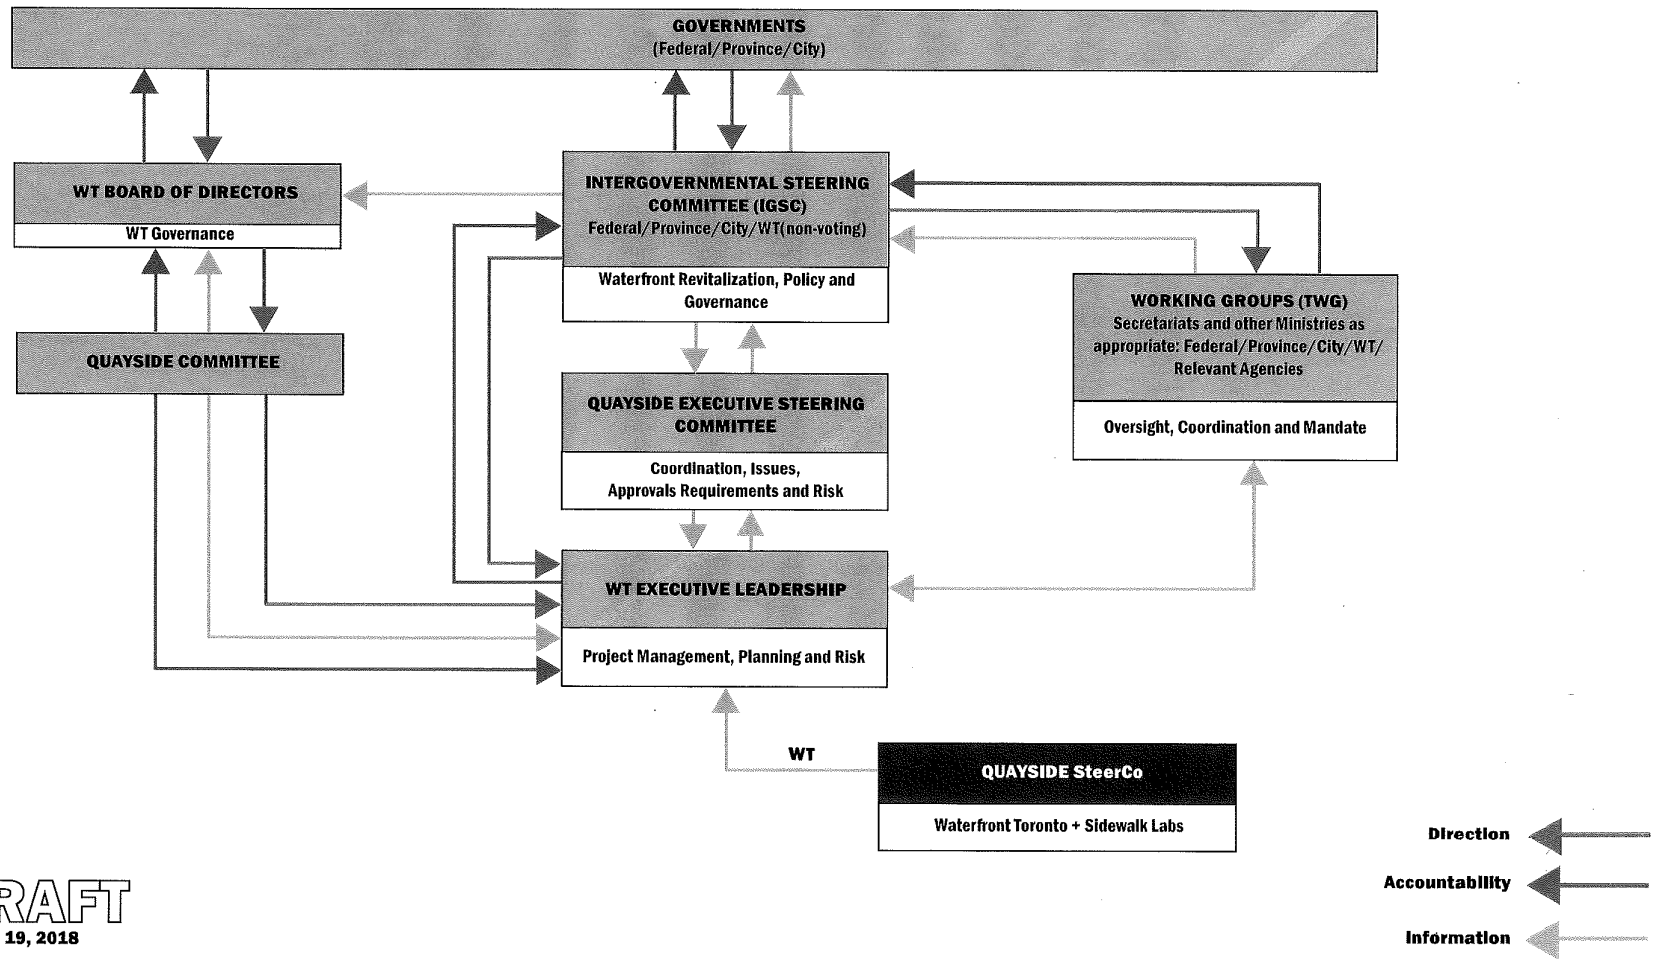 GOVERNMENTS
(Federal/Province/City)
WT BOARD OF DIRECTORS
WT Governance
INTERGOVERNMENTAL STEERING
COMMITTEE (IGSC)
Federal/Province/City/WT(non-voting)
Waterfront Revitalization, Policy and
Governance
WORKING GROUPS (TWG)
Secretariats and other Ministries as
appropriate: Federal/Province/City/WT/
Relevant Agencies
Oversight, Coordination and Mandate
QUAYSIDE COMMITTEE
QUAYSIDE EXECUTIVE STEERING
COMMITTEE
Coordination, Issues,
Approvals Requirements and Risk
WT EXECUTIVE LEADERSHIP
Project Management, Planning and Risk
WT
QUAYSIDE SteerCo
Waterfront Toronto + Sidewalk Labs
Direction
Accountability
Information
RAFT
19, 2018